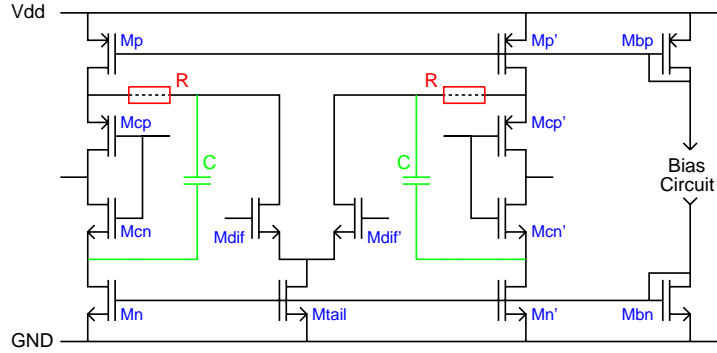 Vdd
Mp
Mp'
Mbp
R
R
Mcp
Mcp'
C
C
Bias
Circuit
Mcn
Mdif
Mdif'
Mcn'
Mn
Mtail
Mn'
Mbn
GND